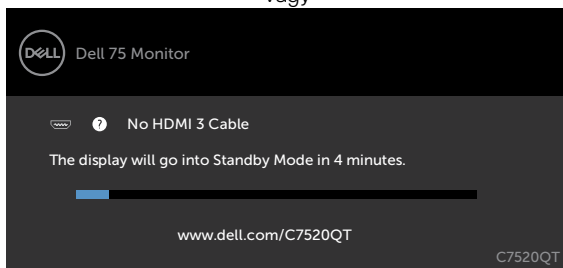 vagy
DELL
Dell 75 Monitor
? No HDMI 3 Cable
The display will go into Standby Mode in 4 minutes.
www.dell.com/C7520QT
C7520QT